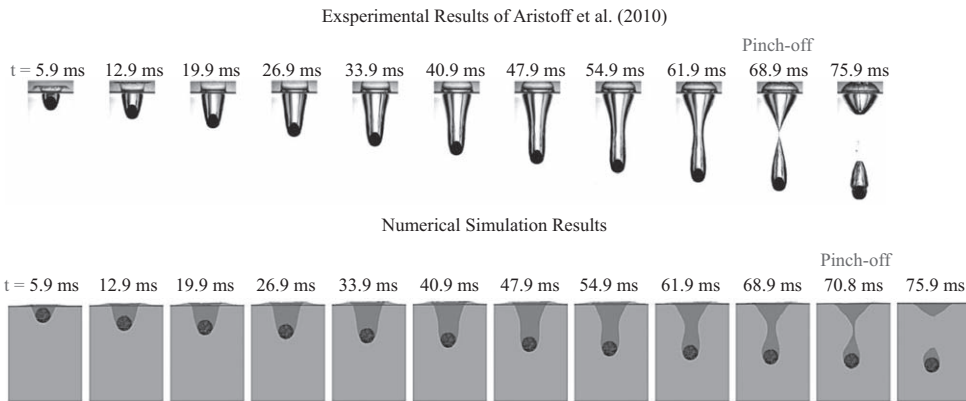 Exsperimental Results of Aristoff et al. (2010)
Pinch-off
t = 5.9 ms 12.9 ms 19.9 ms 26.9 ms 33.9 ms 40.9 ms 47.9 ms 54.9 ms 61.9 ms 68.9 ms 75.9 ms
Numerical Simulation Results
Pinch-off
t = 5.9 ms 12.9 ms 19.9 ms 26.9 ms 33.9 ms 40.9 ms 47.9 ms 54.9 ms 61.9 ms 68.9 ms 70.8 ms 75.9 ms